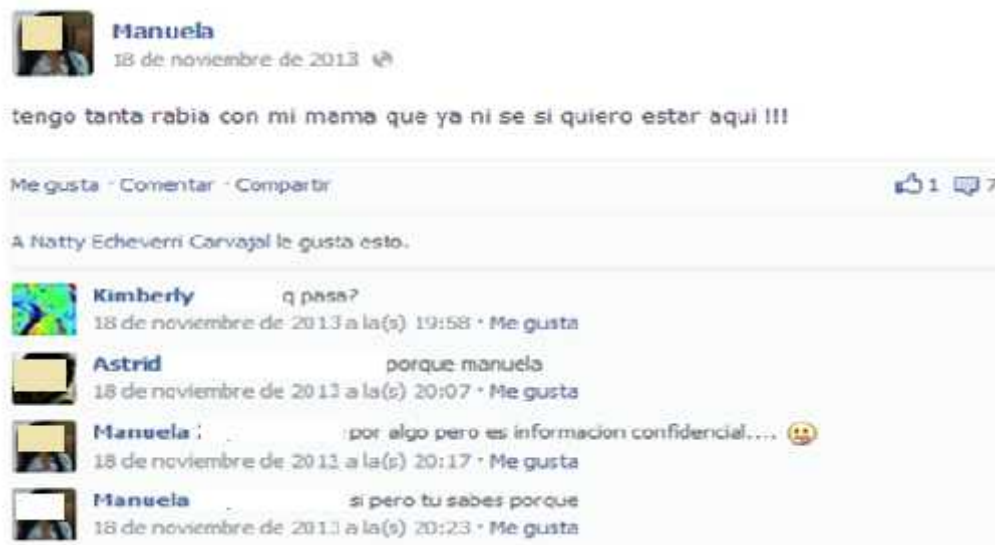 Manuela
18 de noviembre de 2013
tengo tanta rabia con mi mama que ya ni se si quiero estar aqui !!!
Me gusta · Comentar · Compartir 1 7
A Natty Echeverri Carvajal le gusta esto.
Kimberly q pasa?
18 de noviembre de 2013 a la(s) 19:58 · Me gusta
Astrid porque manuela
18 de noviembre de 2013 a la(s) 20:07 · Me gusta
Manuela por algo pero es informacion confidencial....
18 de noviembre de 2013 a la(s) 20:17 · Me gusta
Manuela si pero tu sabes porque
18 de noviembre de 2013 a la(s) 20:23 · Me gusta